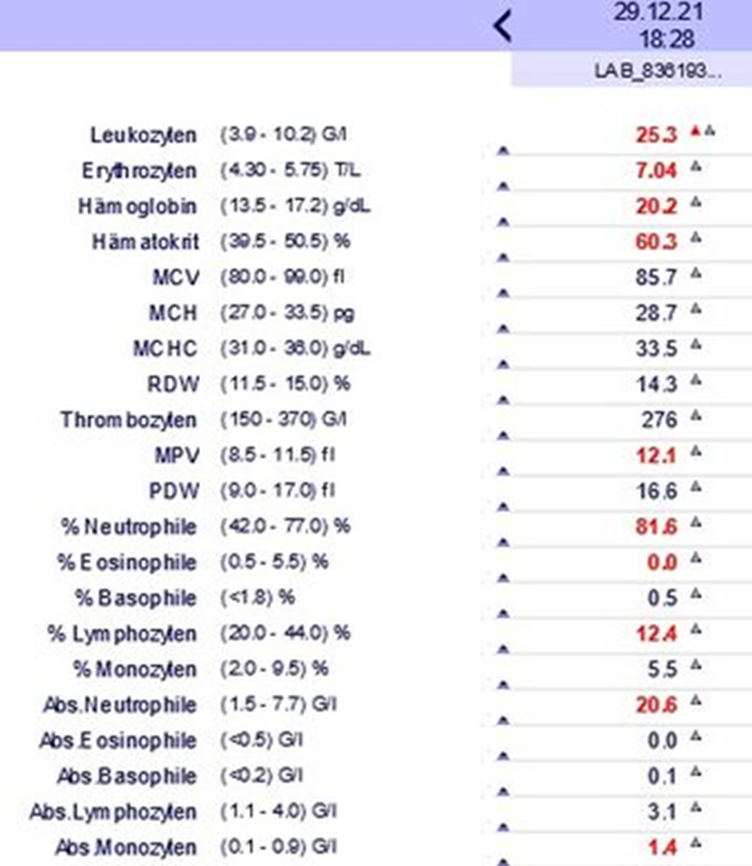 29.12.21
18:28
LAB_836193...
Leukozyten (3.9 - 10.2) G/l 25.3
Erythrozyten (4.30 - 5.75) T/L 7.04
Hämoglobin (13.5 - 17.2) g/dL 20.2
Hämatokrit (39.5 - 50.5) % 60.3
MCV (80.0 - 99.0) fl 85.7
MCH (27.0 - 33.5) pg 28.7
MCHC (31.0 - 36.0) g/dL 33.5
RDW (11.5 - 15.0) % 14.3
Thrombozyten (150 - 370) G/l 276
MPV (8.5 - 11.5) fl 12.1
PDW (9.0 - 17.0) fl 16.6
% Neutrophile (42.0 - 77.0) % 81.6
% Eosinophile (0.5 - 5.5) % 0.0
% Basophile (<1.8) % 0.5
% Lymphozyten (20.0 - 44.0) % 12.4
% Monozyten (2.0 - 9.5) % 5.5
Abs.Neutrophile (1.5 - 7.7) G/l 20.6
Abs.Eosinophile (<0.5) G/l 0.0
Abs.Basophile (<0.2) G/l 0.1
Abs.Lymphozyten (1.1 - 4.0) G/l 3.1
Abs.Monozyten (0.1 - 0.9) G/l 1.4